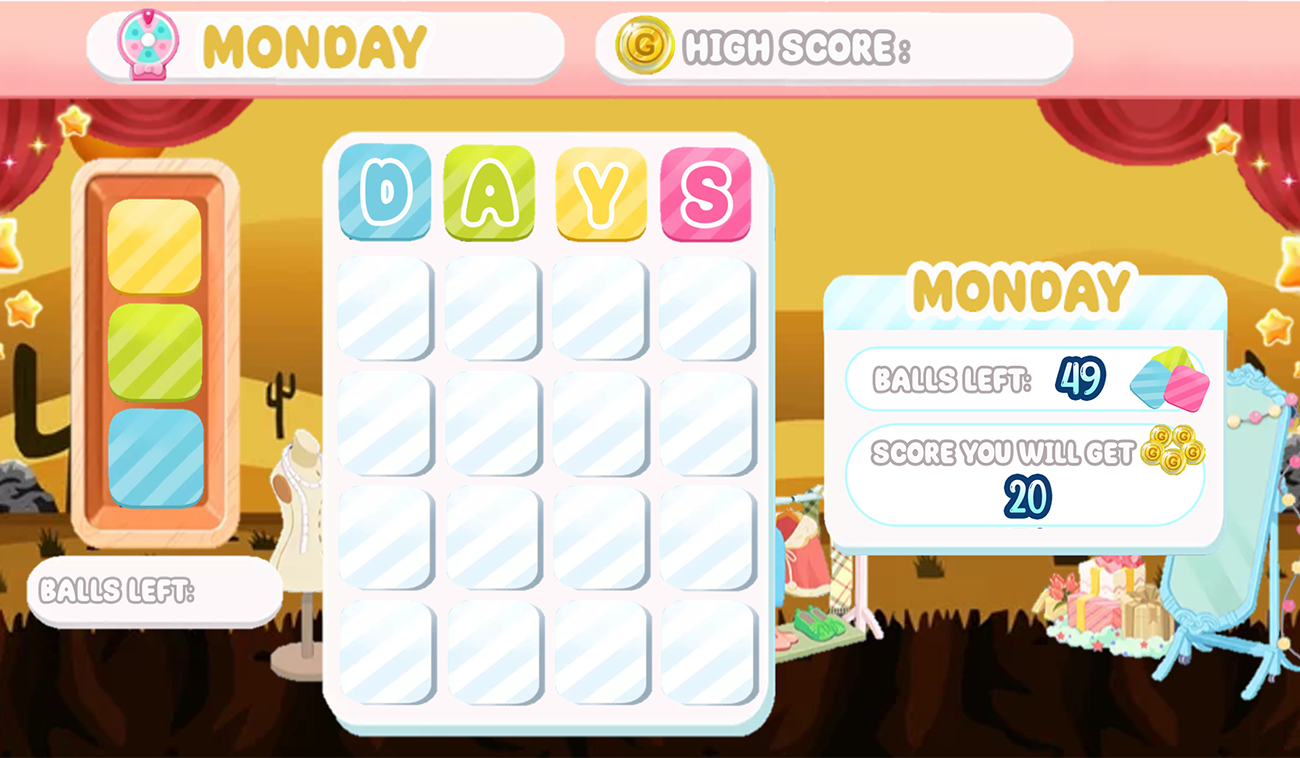 MONDAY
G HIGH SCORE:
D A Y S
MONDAY
BALLS LEFT: 49
SCORE YOU WILL GET
G G G G G
20
BALLS LEFT: